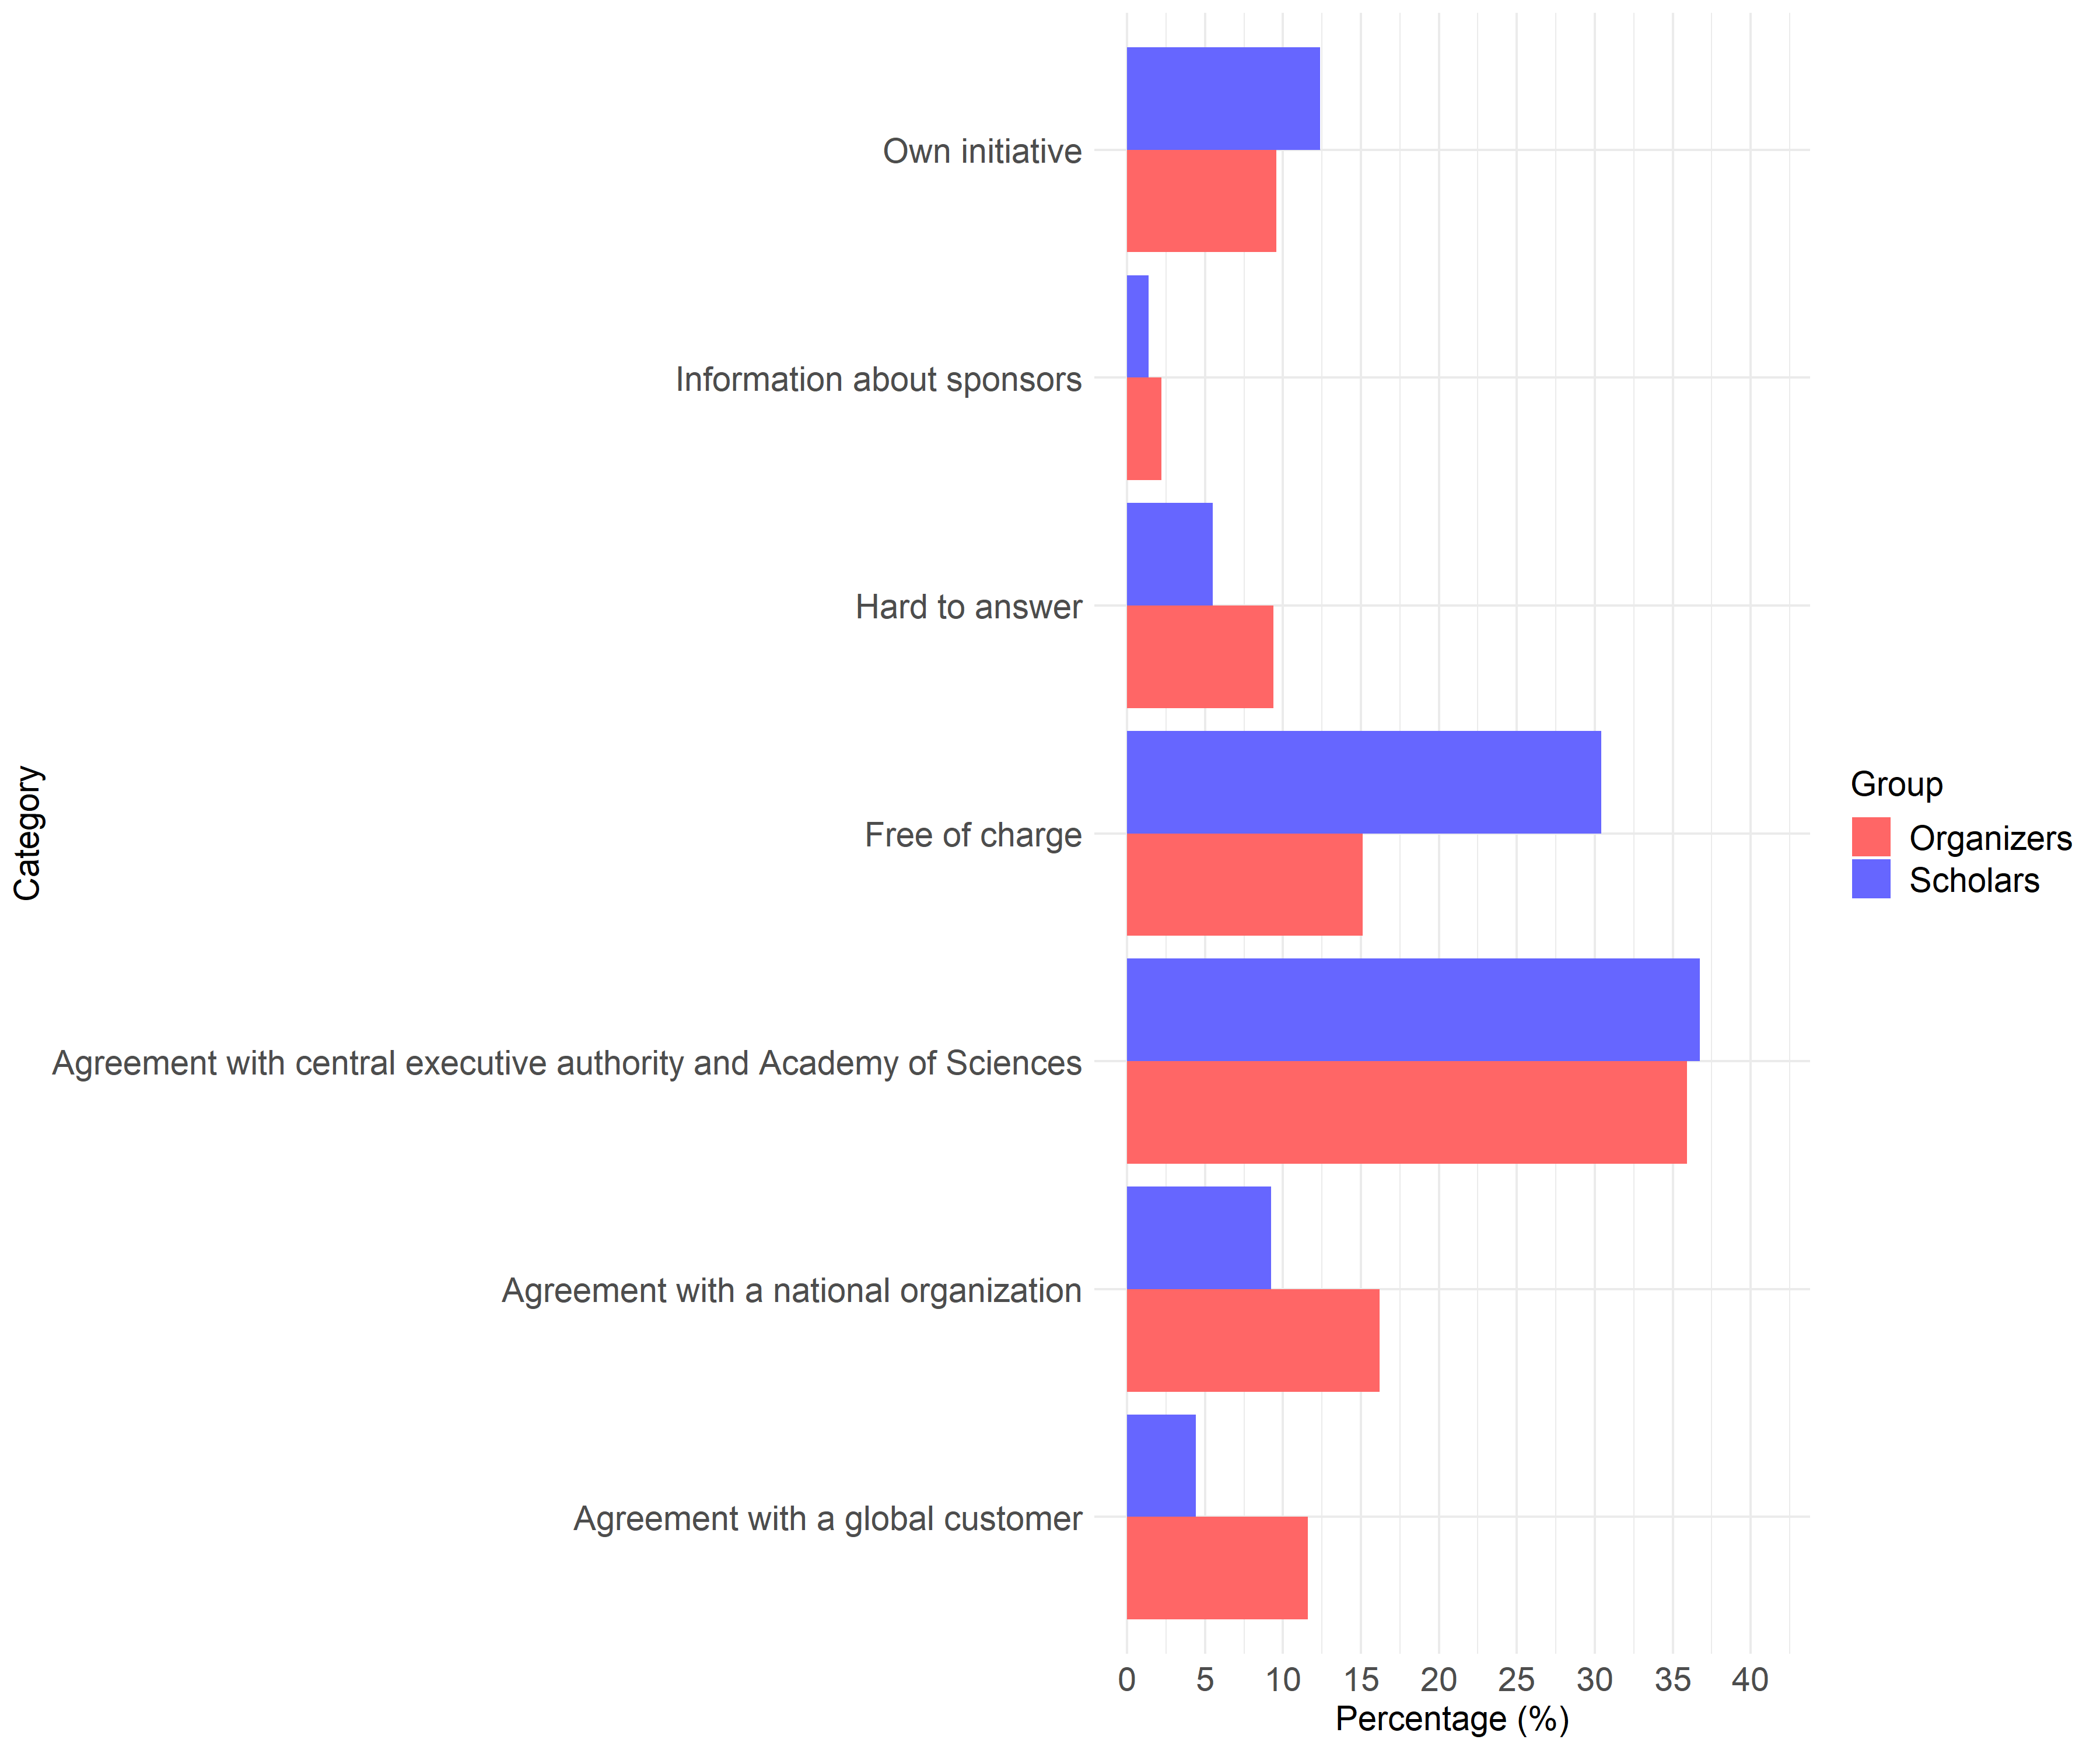 Own initiative
Information about sponsors
Hard to answer
Free of charge
Agreement with central executive authority and Academy of Sciences
Agreement with a national organization
Agreement with a global customer
Category
0 5 10 15 20 25 30 35 40
Percentage (%)
Group
Organizers
Scholars